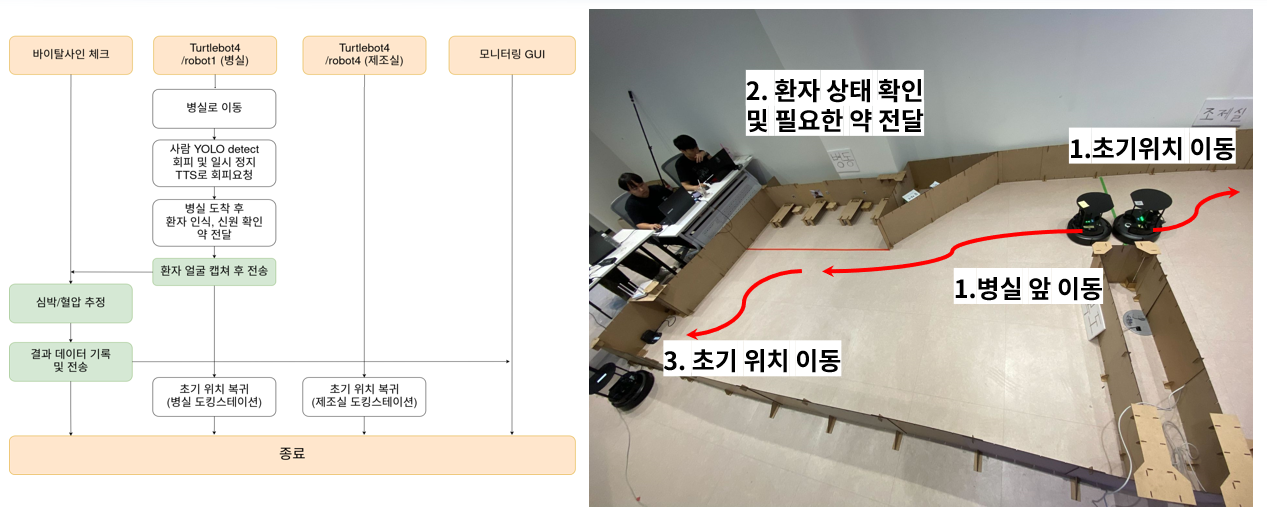 바이탈사인 체크
Turtlebot4
/robot1 (병실)
Turtlebot4
/robot4 (제조실)
모니터링 GUI
병실로 이동
사람 YOLO detect
회피 및 일시 정지
TTS로 회피요청
병실 도착 후
환자 인식, 신원 확인
약 전달
환자 얼굴 캡쳐 후 전송
심박/혈압 추정
결과 데이터 기록
및 전송
초기 위치 복귀
(병실 도킹스테이션)
초기 위치 복귀
(제조실 도킹스테이션)
종료
2. 환자 상태 확인
및 필요한 약 전달
조제실
1.초기위치 이동
병동
1.병실 앞 이동
3. 초기 위치 이동